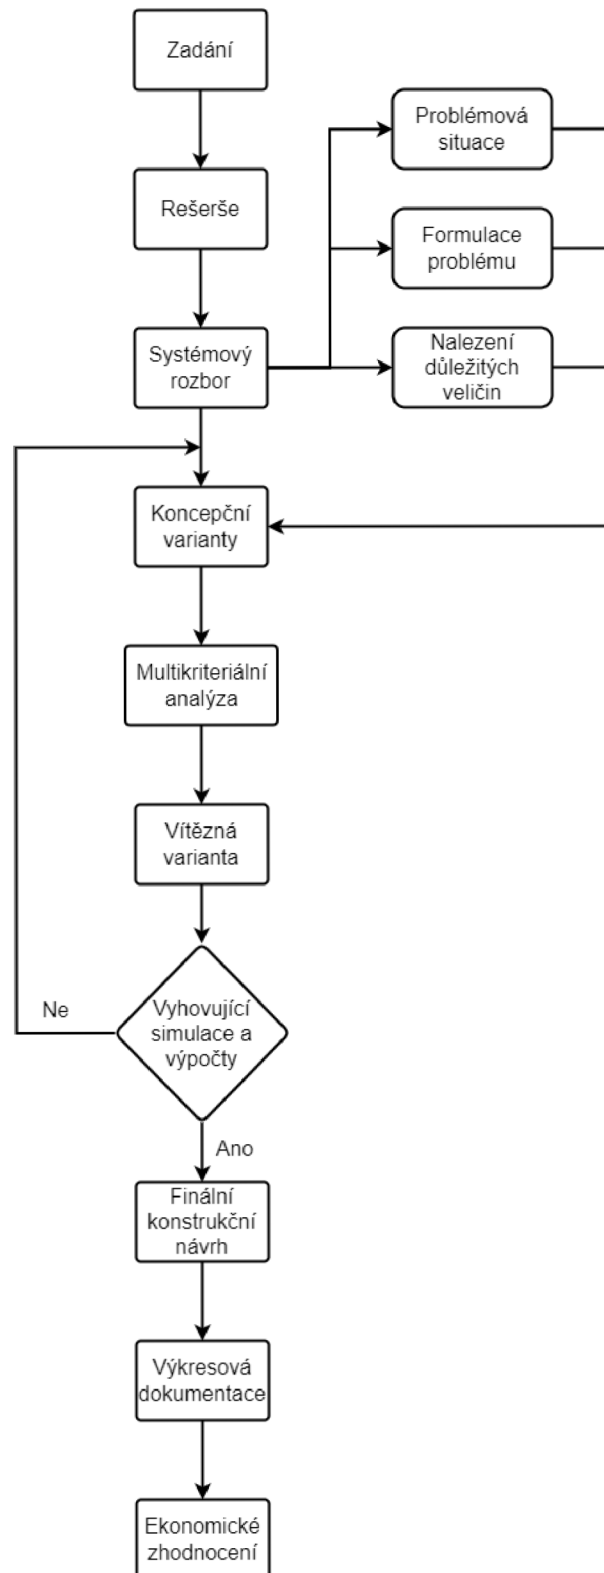 Zadání
Rešerše
Systémový
rozbor
Problémová
situace
Formulace
problému
Nalezení
důležitých
veličin
Koncepční
varianty
Multikriteriální
analýza
Vítězná
varianta
Vyhovující
simulace a
výpočty
Ne
Ano
Finální
konstrukční
návrh
Výkresová
dokumentace
Ekonomické
zhodnocení